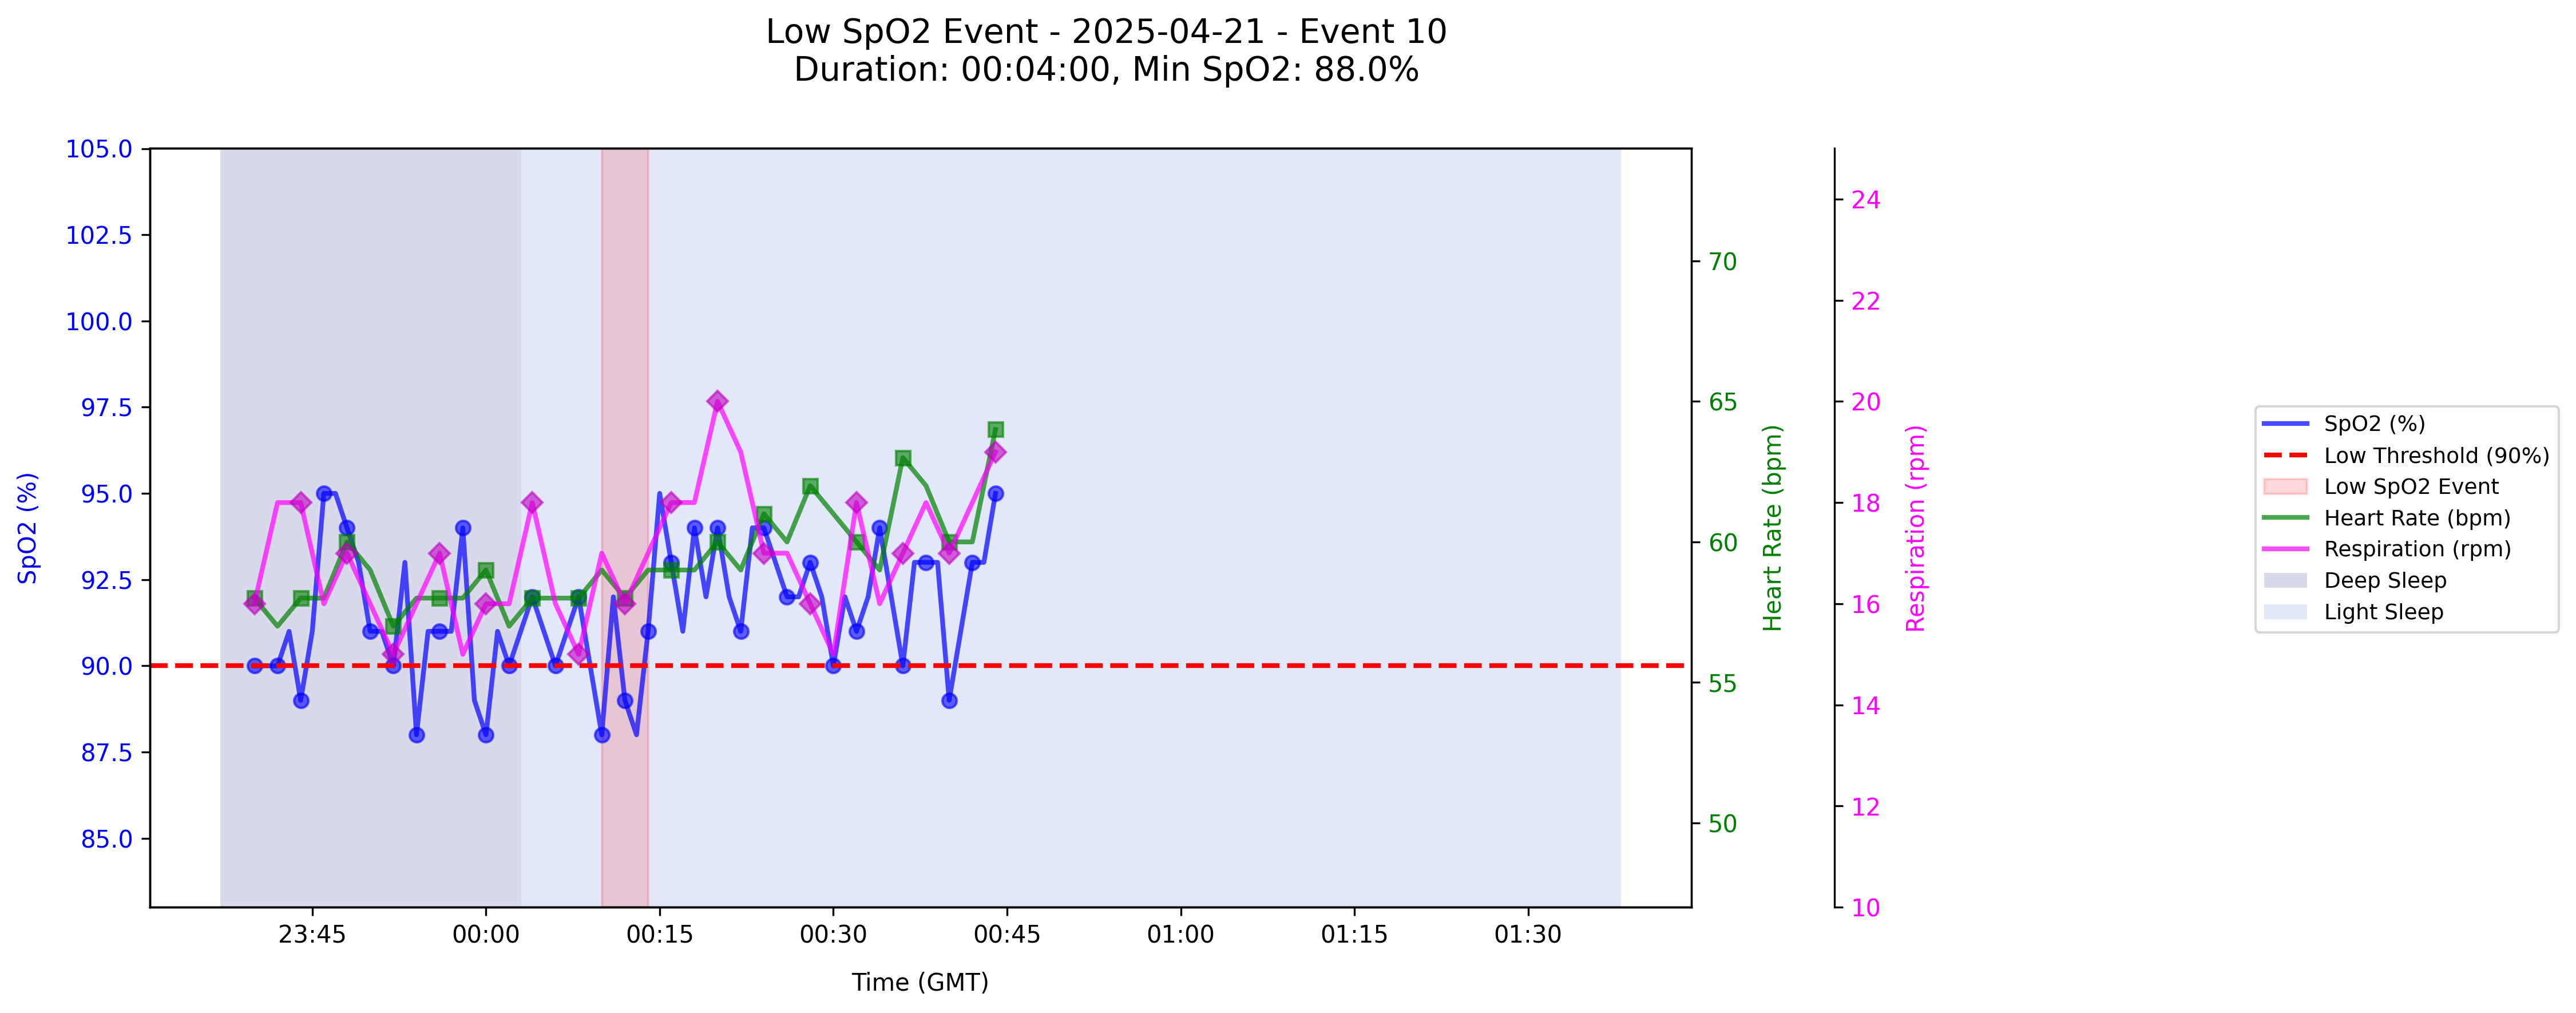 Low SpO2 Event - 2025-04-21 - Event 10
Duration: 00:04:00, Min SpO2: 88.0%
105.0
102.5
100.0
97.5
95.0
92.5
90.0
87.5
85.0
SpO2 (%)
23:45
00:00
00:15
00:30
00:45
01:00
01:15
01:30
Time (GMT)
70
65
60
55
50
Heart Rate (bpm)
24
22
20
18
16
14
12
10
Respiration (rpm)
SpO2 (%)
Low Threshold (90%)
Low SpO2 Event
Heart Rate (bpm)
Respiration (rpm)
Deep Sleep
Light Sleep